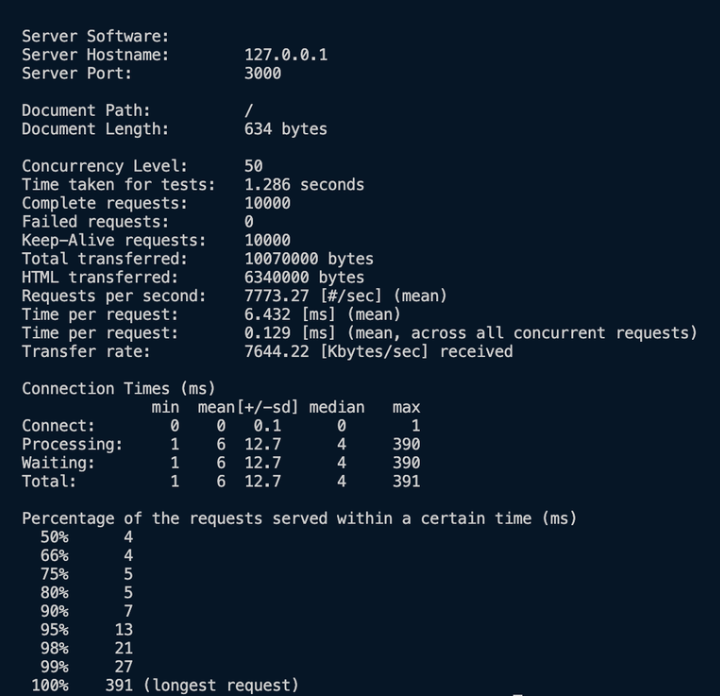 Server Software:
Server Hostname: 127.0.0.1
Server Port: 3000
Document Path: /
Document Length: 634 bytes
Concurrency Level: 50
Time taken for tests: 1.286 seconds
Complete requests: 10000
Failed requests: 0
Keep-Alive requests: 10000
Total transferred: 10070000 bytes
HTML transferred: 6340000 bytes
Requests per second: 7773.27 [#/sec] (mean)
Time per request: 6.432 [ms] (mean)
Time per request: 0.129 [ms] (mean, across all concurrent requests)
Transfer rate: 7644.22 [Kbytes/sec] received
Connection Times (ms)
min mean[+/-sd] median max
Connect: 0 0 0.1 0 1
Processing: 1 6 12.7 4 390
Waiting: 1 6 12.7 4 390
Total: 1 6 12.7 4 391
Percentage of the requests served within a certain time (ms)
50% 4
66% 4
75% 5
80% 5
90% 7
95% 13
98% 21
99% 27
100% 391 (longest request)